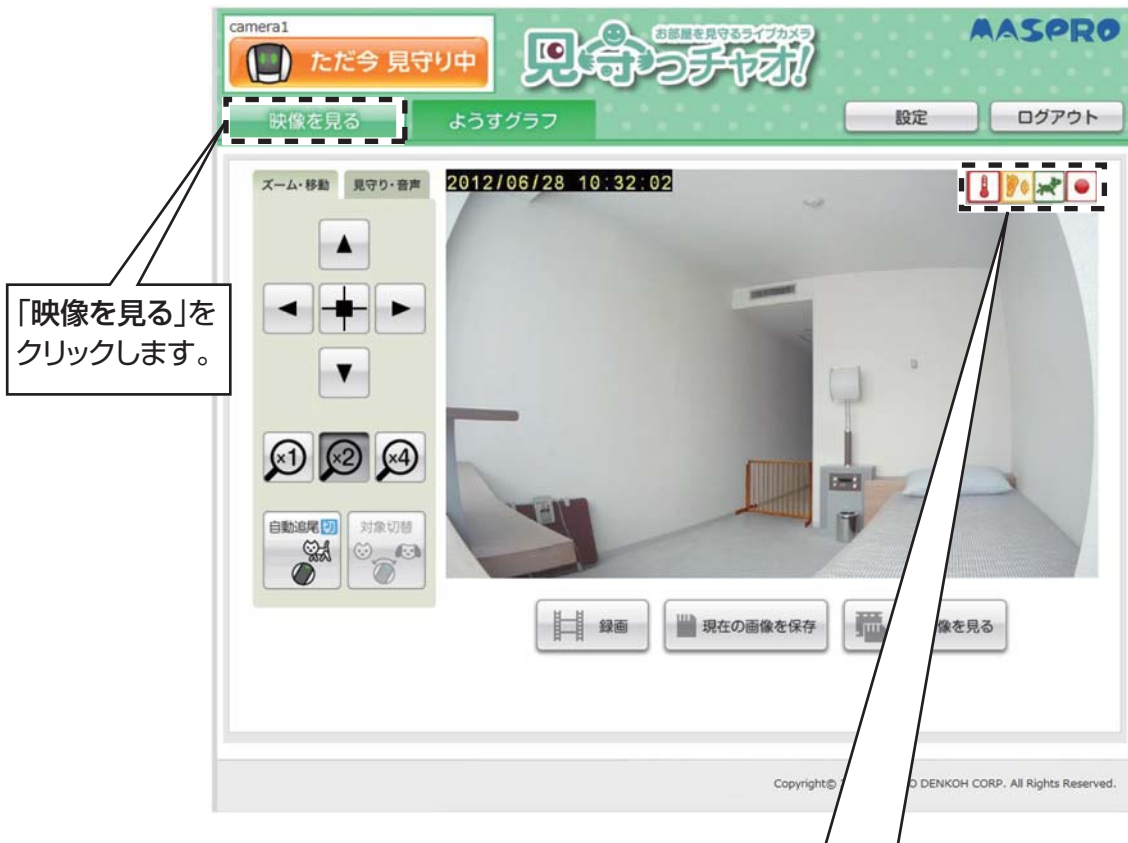 camera1
ただ今 見守り中
お部屋を見守るライブカメラ
見守っチャオ!
MASPRO
映像を見る
ようすグラフ
設定
ログアウト
ズーム・移動
見守り・音声
2012/06/28 10:32:02
「映像を見る」を
クリックします。
×1
×2
×4
自動追尾 切
対象切替
録画
現在の画像を保存
像を見る
Copyright©
DENKOH CORP. All Rights Reserved.